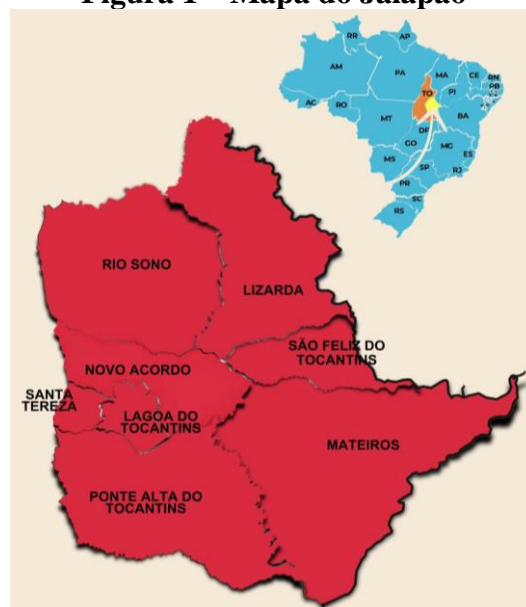 Figura 1 – Mapa do Jalapão
RR
AP
AM
PA
MA
CE
RN
PB
PI
TO
AC
RO
MT
BA
DF
GO
MG
MS
ES
SP
RJ
PR
SC
RS
RIO SONO
LIZARDA
SÃO FELIZ DO
TOCANTINS
NOVO ACORDO
SANTA
TEREZA
LAGOA DO
TOCANTINS
MATEIROS
PONTE ALTA DO
TOCANTINS